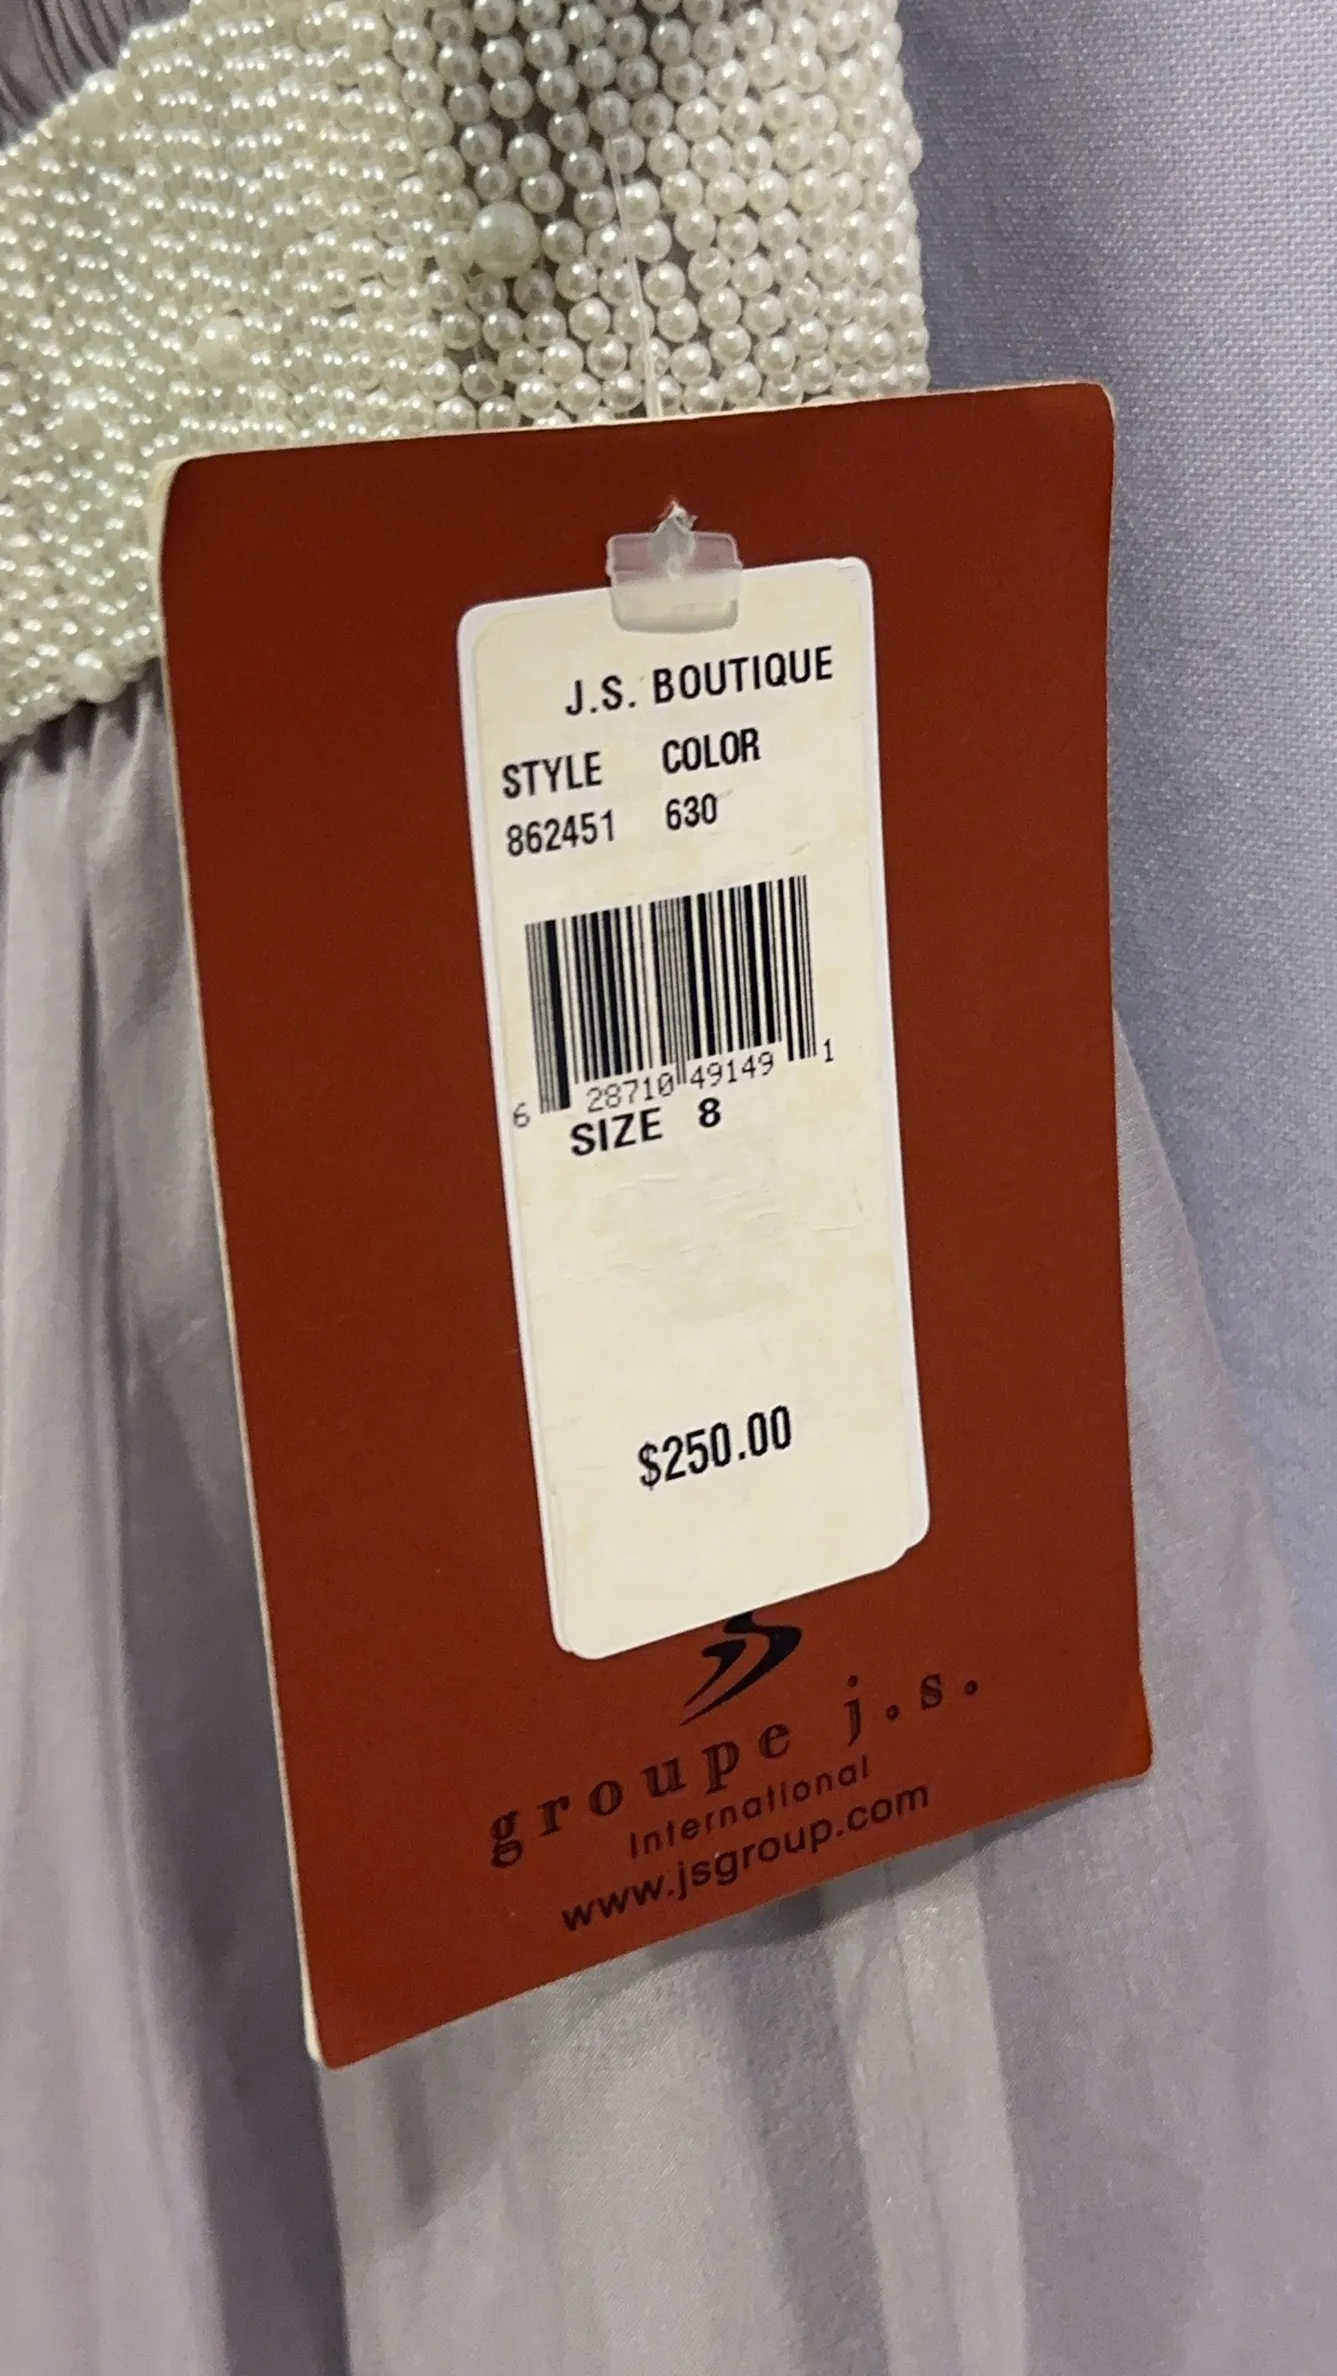 J.S. BOUTIQUE
STYLE COLOR
862451 630
6 28710 49149 1
SIZE 8
$250.00
groupe j.s.
International
www.jsgroup.com